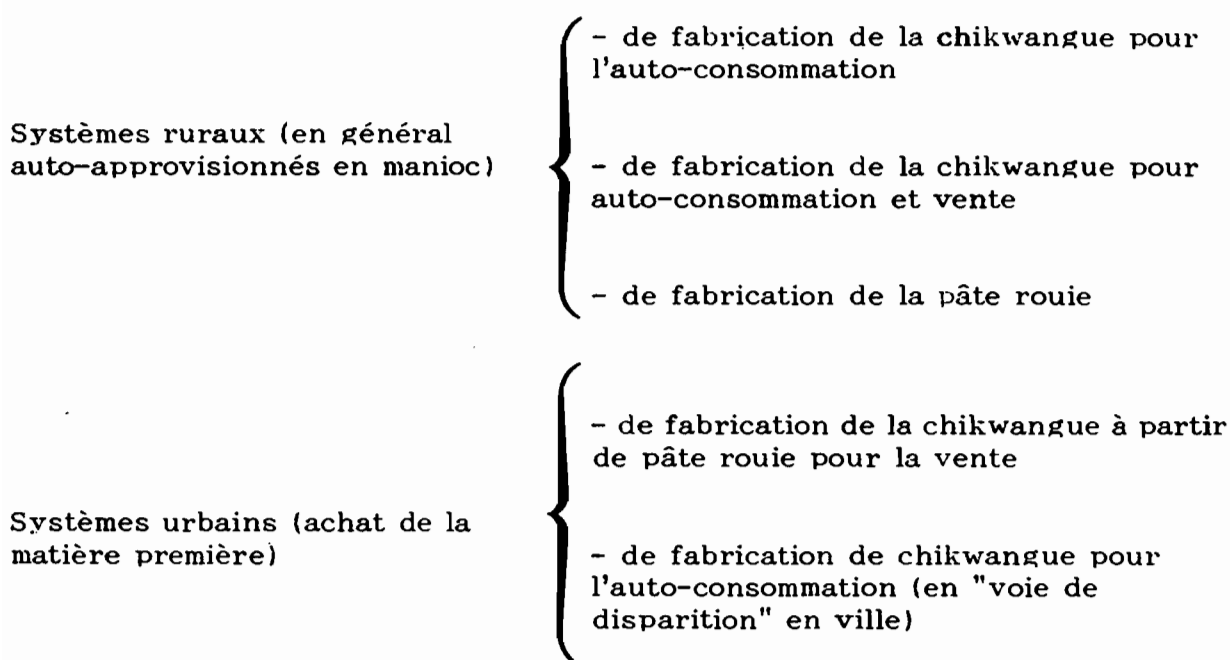 Systèmes ruraux (en général
auto-approvisionnés en manioc)
- de fabrication de la chikwangue pour
l'auto-consommation
- de fabrication de la chikwangue pour
auto-consommation et vente
- de fabrication de la pâte rouie
Systèmes urbains (achat de la
matière première)
- de fabrication de la chikwangue à partir
de pâte rouie pour la vente
- de fabrication de chikwangue pour
l'auto-consommation (en "voie de
disparition" en ville)